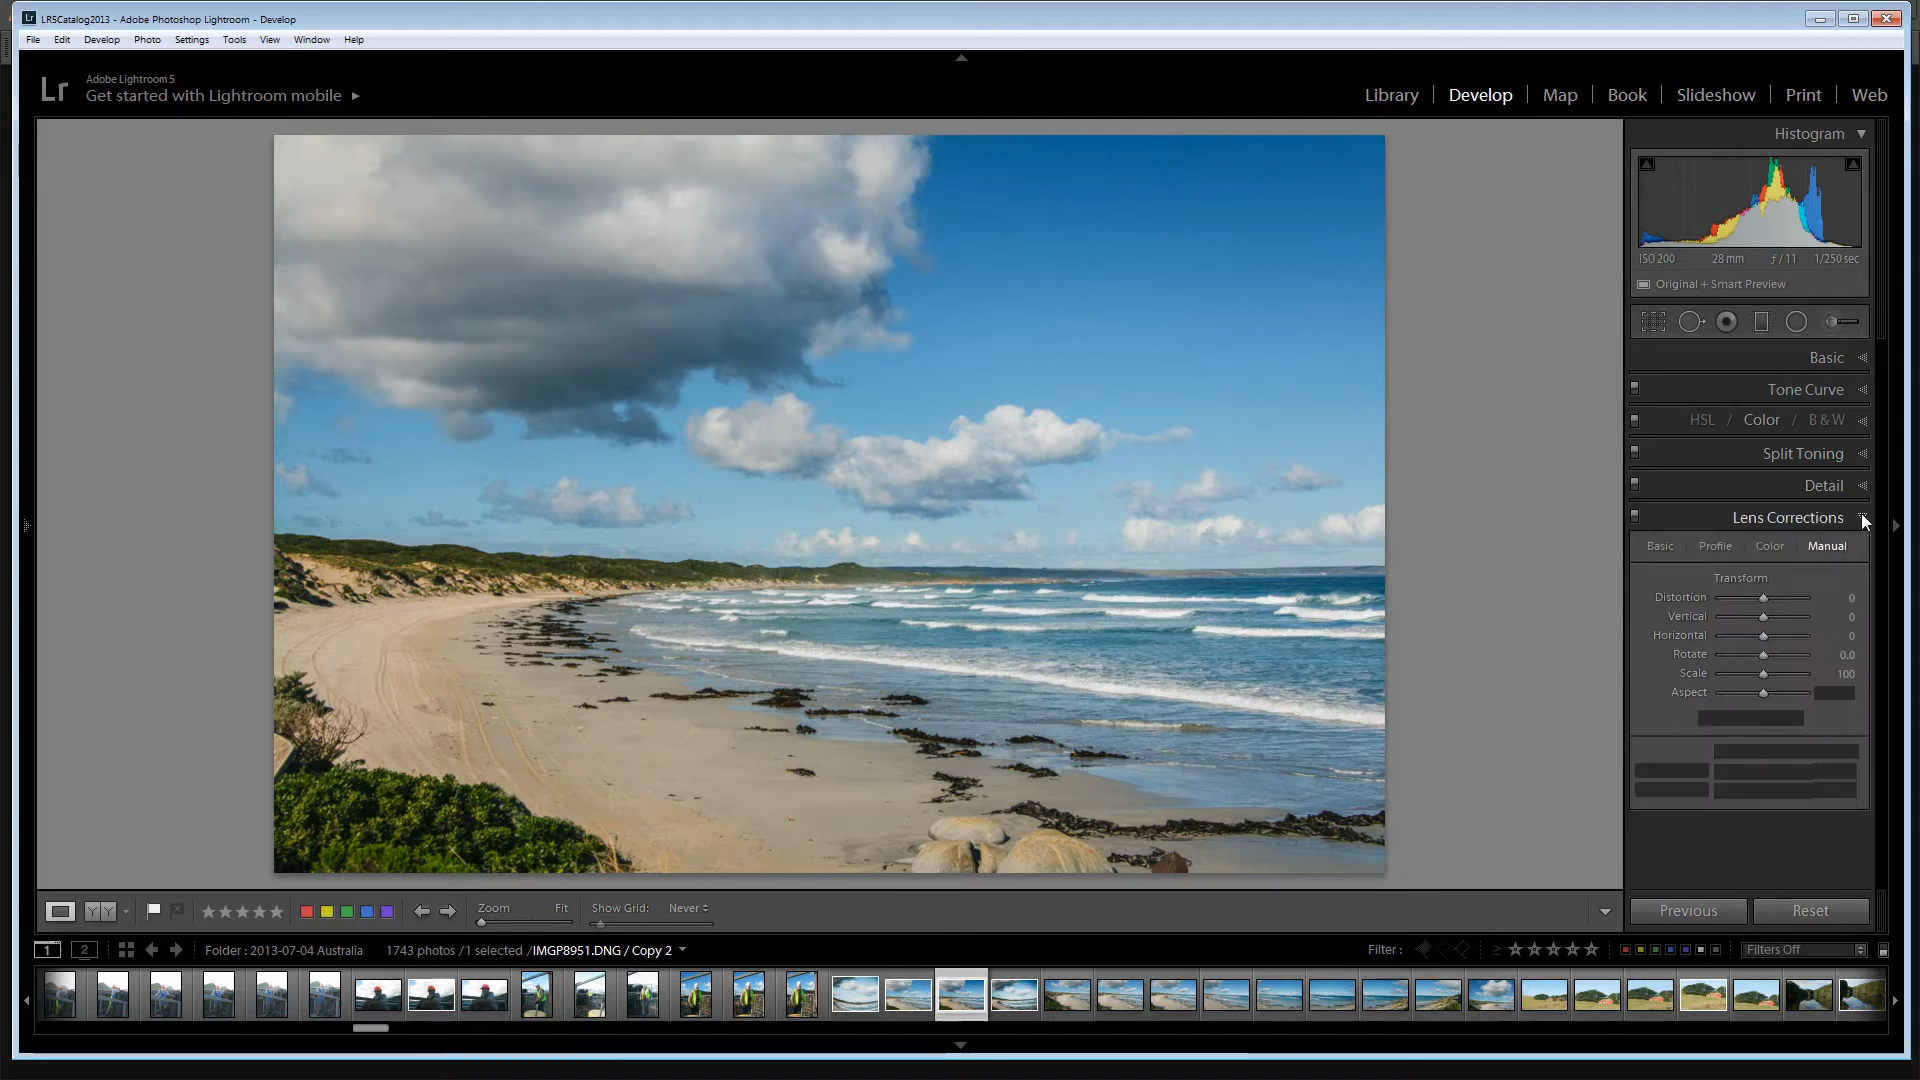 LR5Catalog2013 - Adobe Photoshop Lightroom - Develop
File Edit Develop Photo Settings Tools View Window Help
Lr
Adobe Lightroom 5
Get started with Lightroom mobile
Library Develop Map Book Slideshow Print Web
Histogram
ISO 200 28 mm ƒ / 11 1/250 sec
Original + Smart Preview
Basic
Tone Curve
HSL / Color / B & W
Split Toning
Detail
Lens Corrections
Basic Profile Color Manual
Transform
Distortion 0
Vertical 0
Horizontal 0
Rotate 0.0
Scale 100
Aspect
Y Y Zoom Fit Show Grid: Never
Previous Reset
1 2 Folder : 2013-07-04 Australia 1743 photos /1 selected /IMGP8951.DNG / Copy 2 Filter : ≥ Filters Off